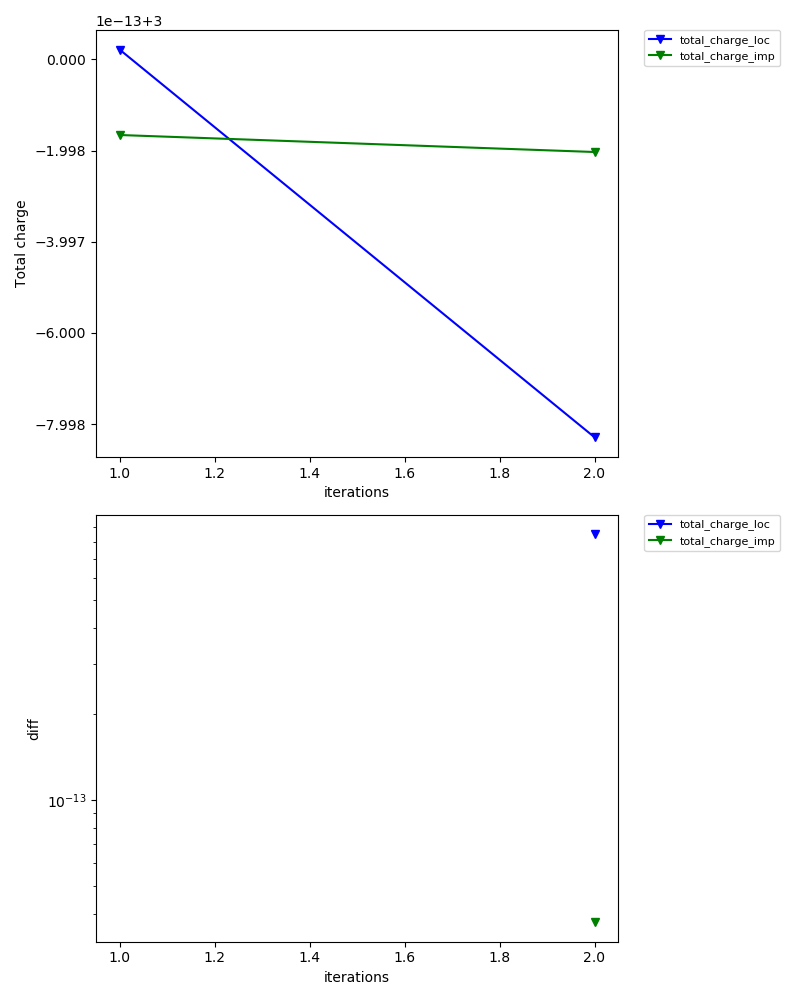 1e−13+3
total_charge_loc
total_charge_imp
0.000
−1.998
−3.997
−6.000
−7.998
Total charge
1.0 1.2 1.4 1.6 1.8 2.0
iterations
total_charge_loc
total_charge_imp
diff
10⁻¹³
1.0 1.2 1.4 1.6 1.8 2.0
iterations